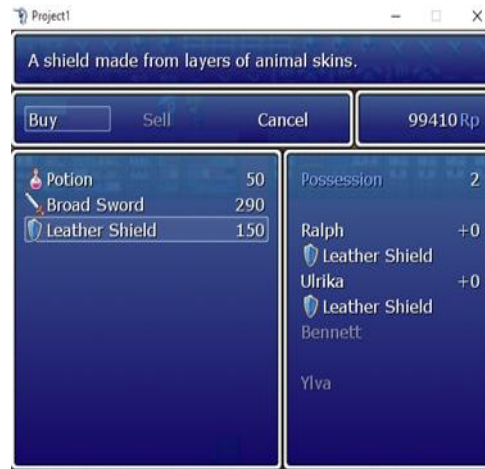 Project1
A shield made from layers of animal skins.
Buy Sell Cancel 99410 Rp
Potion 50
Broad Sword 290
Leather Shield 150
Possession 2
Ralph +0
Leather Shield
Ulrika +0
Leather Shield
Bennett
Ylva